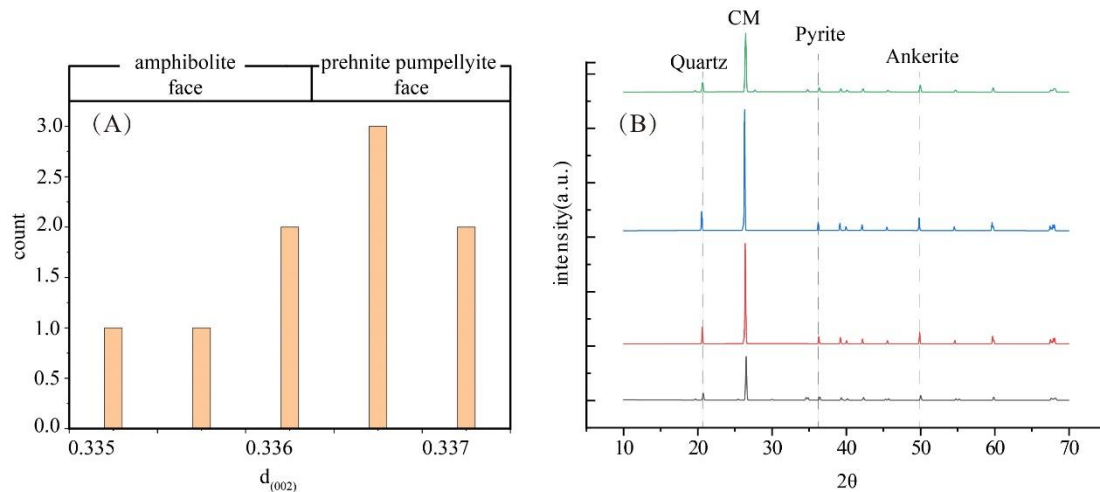 amphibolite face
prehnite pumpellyite face
(A)
3.0
2.5
2.0
1.5
1.0
0.5
0.0
count
0.335
0.336
0.337
d(002)
CM
Quartz
Pyrite
Ankerite
(B)
intensity(a.u.)
10
20
30
40
50
60
70
2θ